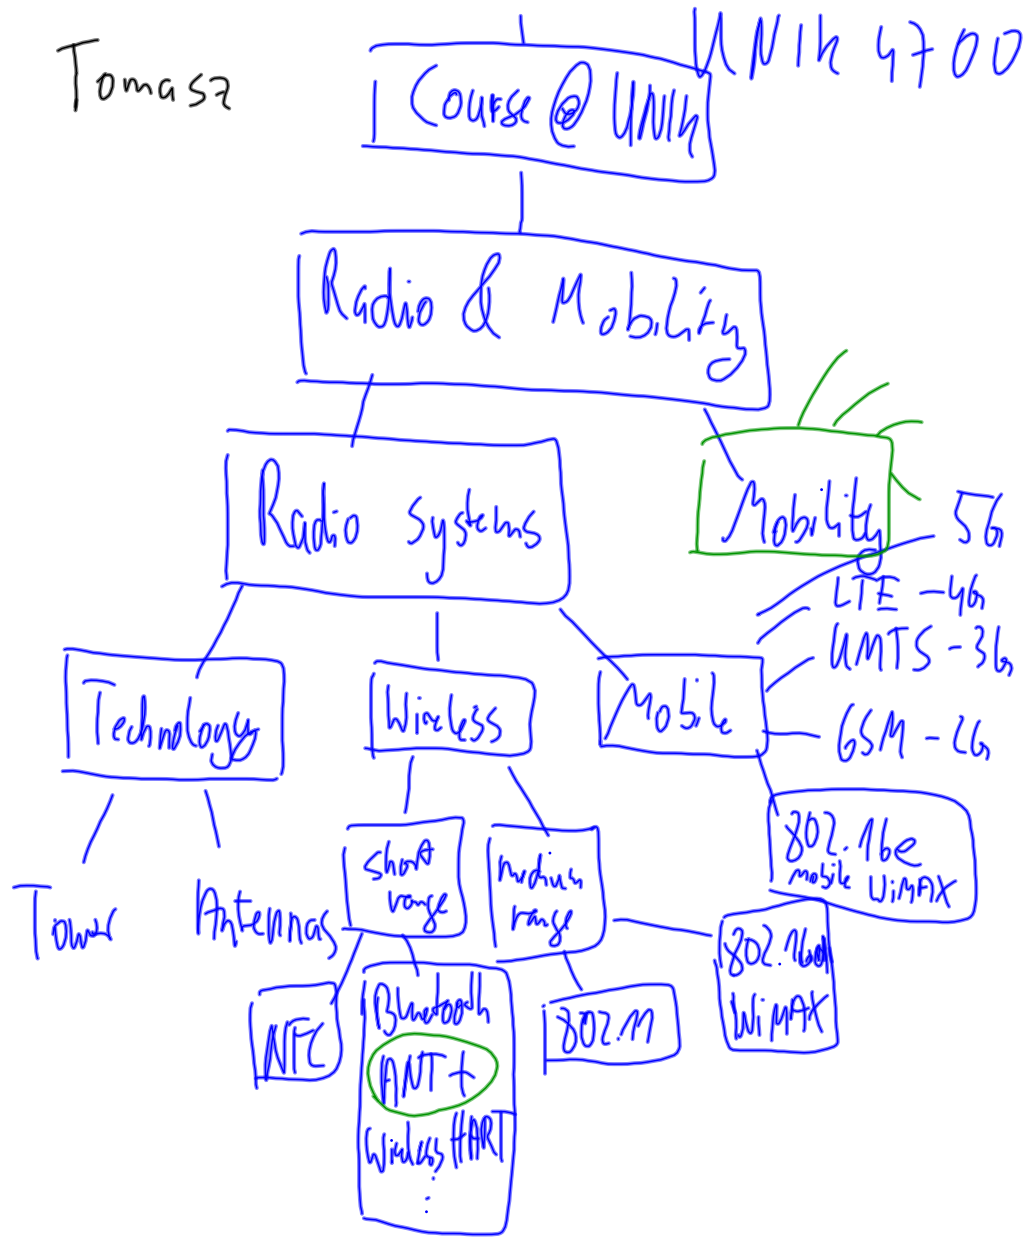 UNIK 4700
Tomasz
Course @ UNIK
Radio & Mobility
Radio systems
Mobility
5G
LTE - 4G
UMTS - 3G
GSM - 2G
Technology
Wireless
Mobile
Tower
Antennas
short
range
medium
range
802.16e
mobile WiMAX
802.16d
WiMAX
NFC
Bluetooth
ANT+
Wireless HART
⋮
802.11